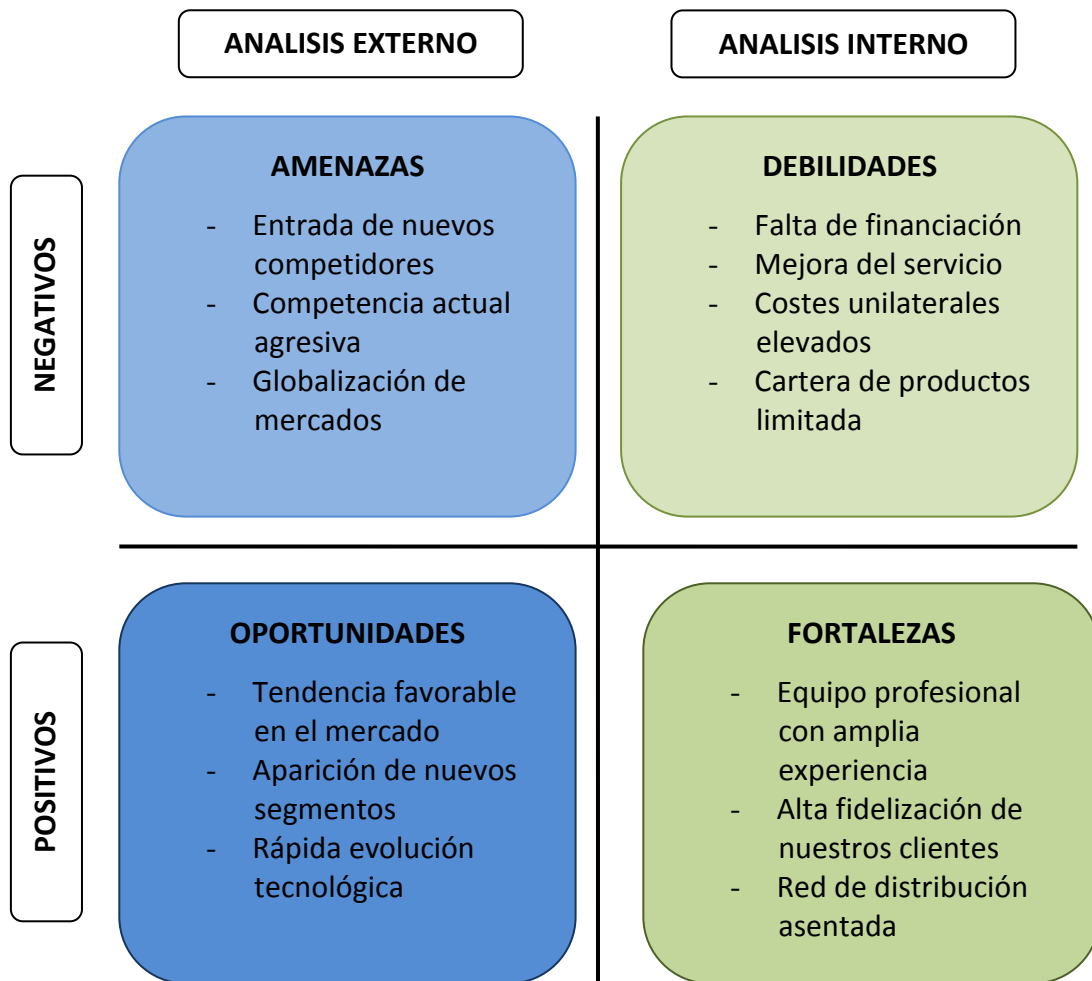 ANALISIS EXTERNO
ANALISIS INTERNO
NEGATIVOS
AMENAZAS
- Entrada de nuevos
competidores
- Competencia actual
agresiva
- Globalización de
mercados
DEBILIDADES
- Falta de financiación
- Mejora del servicio
- Costes unilaterales
elevados
- Cartera de productos
limitada
POSITIVOS
OPORTUNIDADES
- Tendencia favorable
en el mercado
- Aparición de nuevos
segmentos
- Rápida evolución
tecnológica
FORTALEZAS
- Equipo profesional
con amplia
experiencia
- Alta fidelización de
nuestros clientes
- Red de distribución
asentada